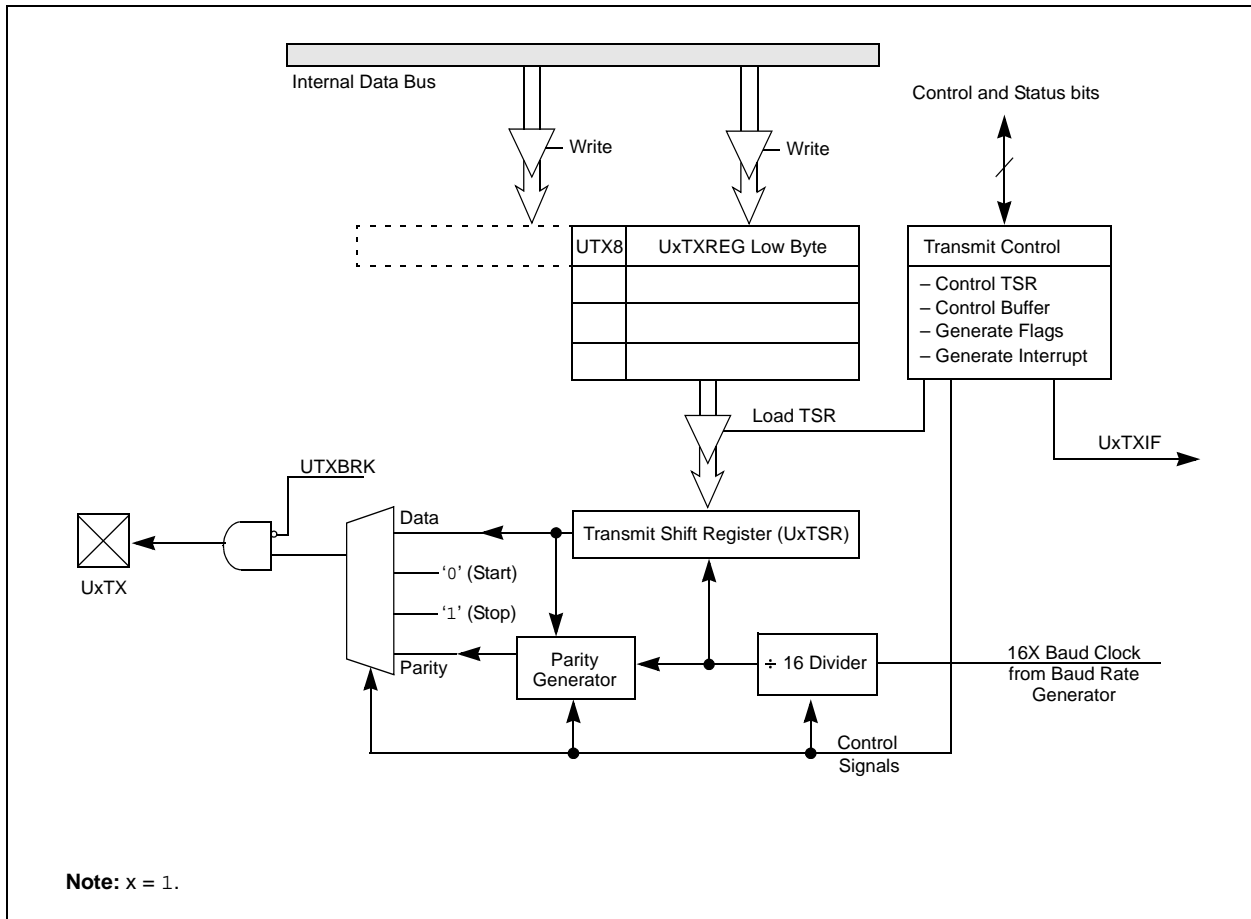 Internal Data Bus
Control and Status bits
Write
Write
UTX8
UxTXREG Low Byte
Transmit Control
– Control TSR
– Control Buffer
– Generate Flags
– Generate Interrupt
Load TSR
UxTXIF
UTXBRK
Data
Transmit Shift Register (UxTSR)
UxTX
‘0’ (Start)
‘1’ (Stop)
Parity
Parity
Generator
÷ 16 Divider
16X Baud Clock
from Baud Rate
Generator
Control
Signals
Note: x = 1.